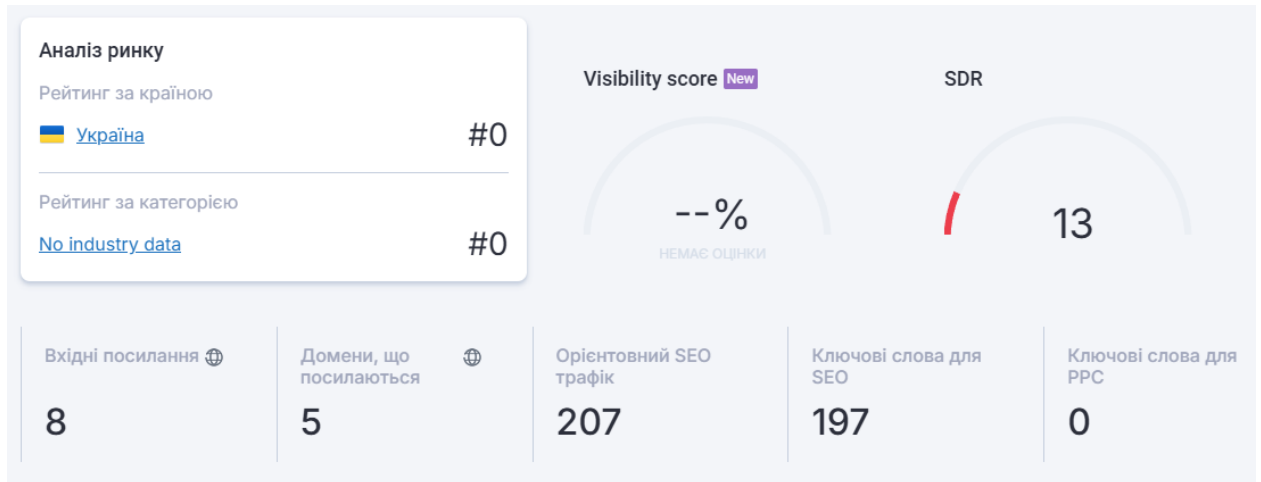 Аналіз ринку
Рейтинг за країною
Україна #0
Рейтинг за категорією
No industry data #0
Visibility score New
--%
НЕМАЄ ОЦІНКИ
SDR
13
Вхідні посилання
8
Домени, що
посилаються
5
Орієнтовний SEO
трафік
207
Ключові слова для
SEO
197
Ключові слова для
PPC
0